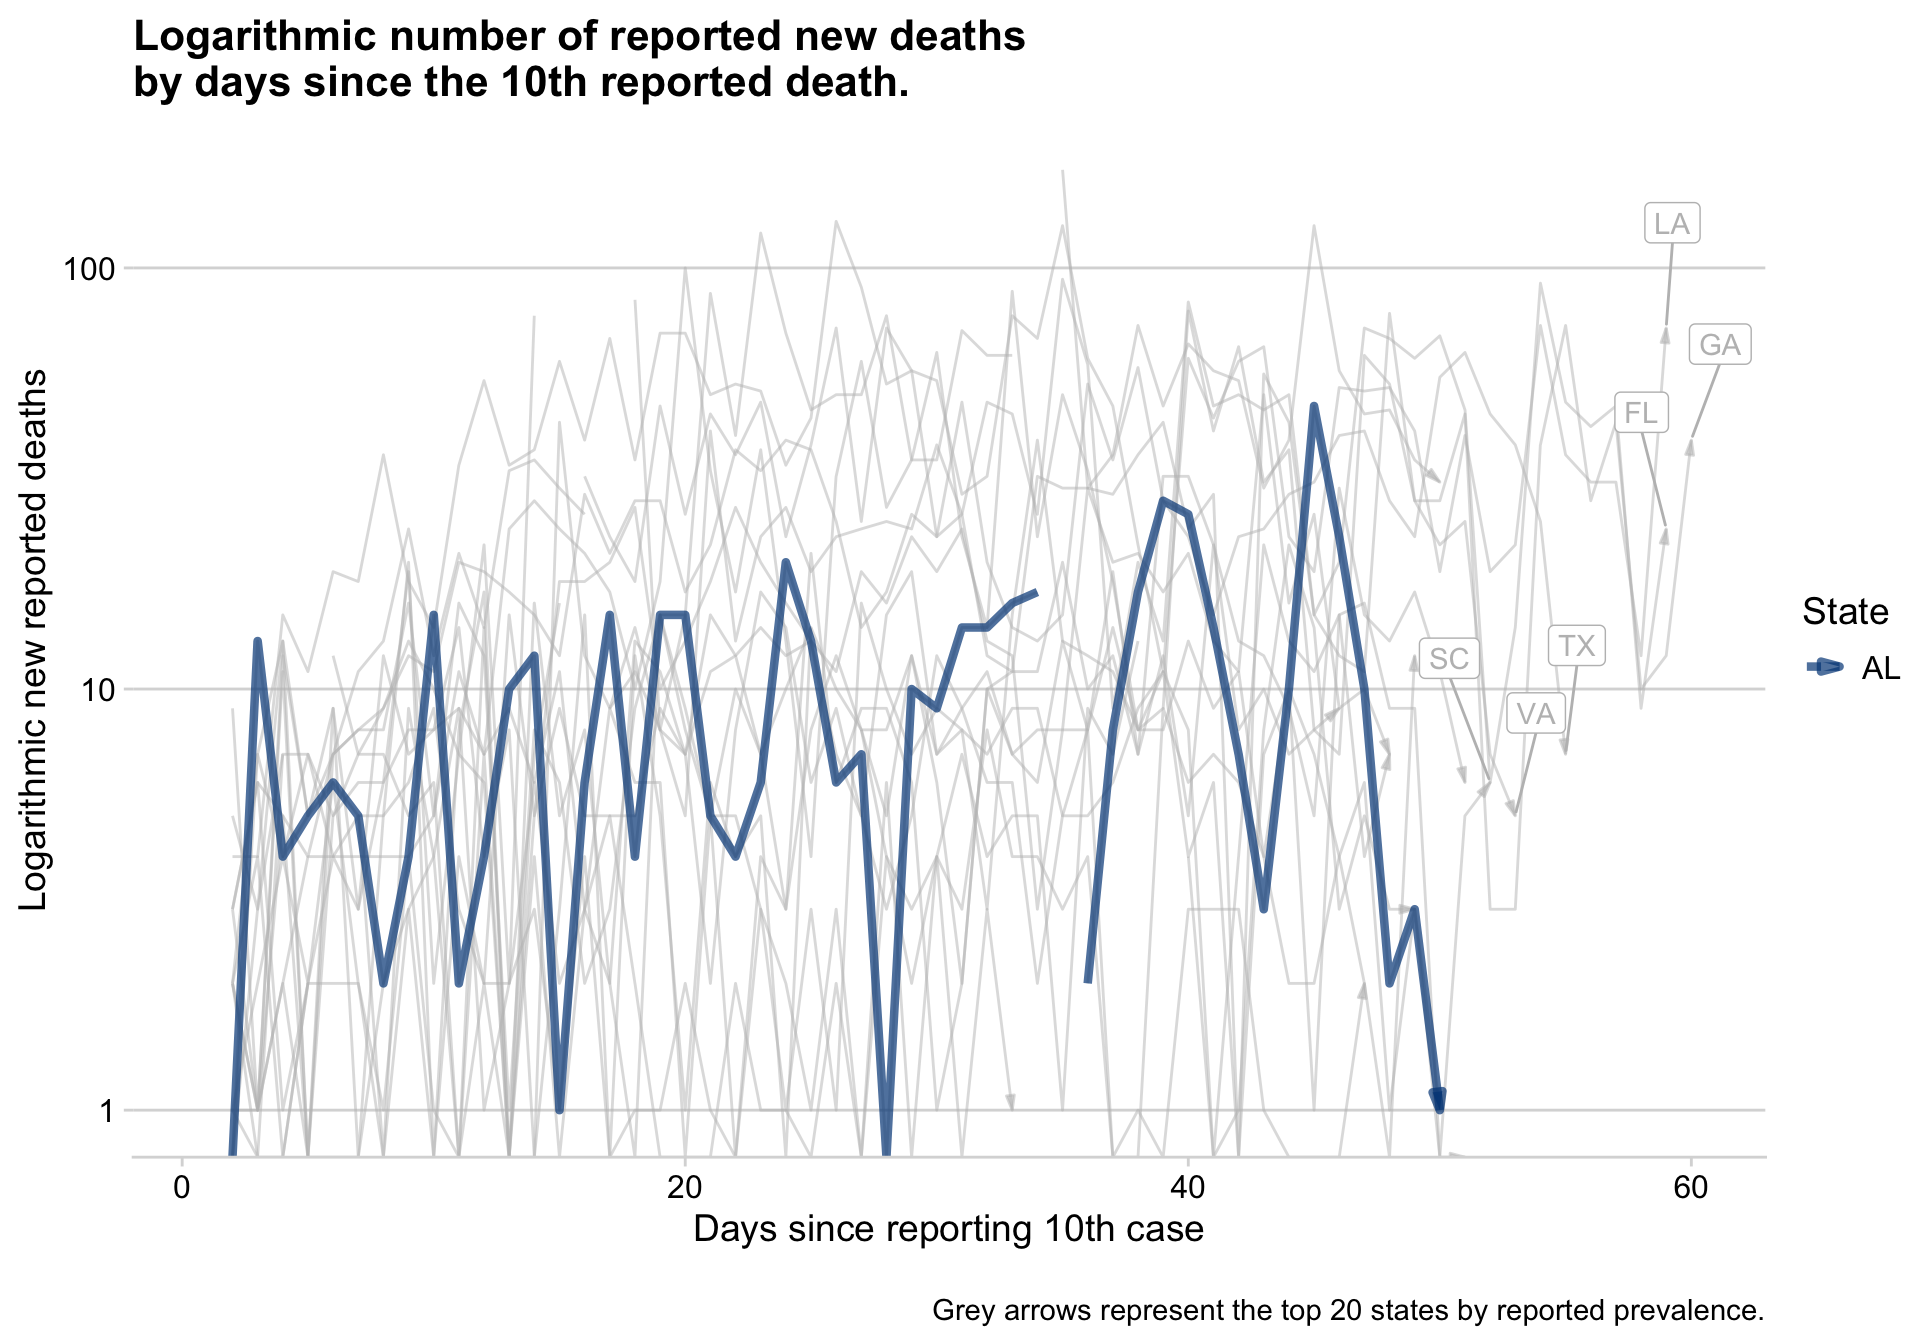 Logarithmic number of reported new deaths
by days since the 10th reported death.
Logarithmic new reported deaths
100
10
1
LA
GA
FL
SC
TX
VA
State
AL
0
20
40
60
Days since reporting 10th case
Grey arrows represent the top 20 states by reported prevalence.